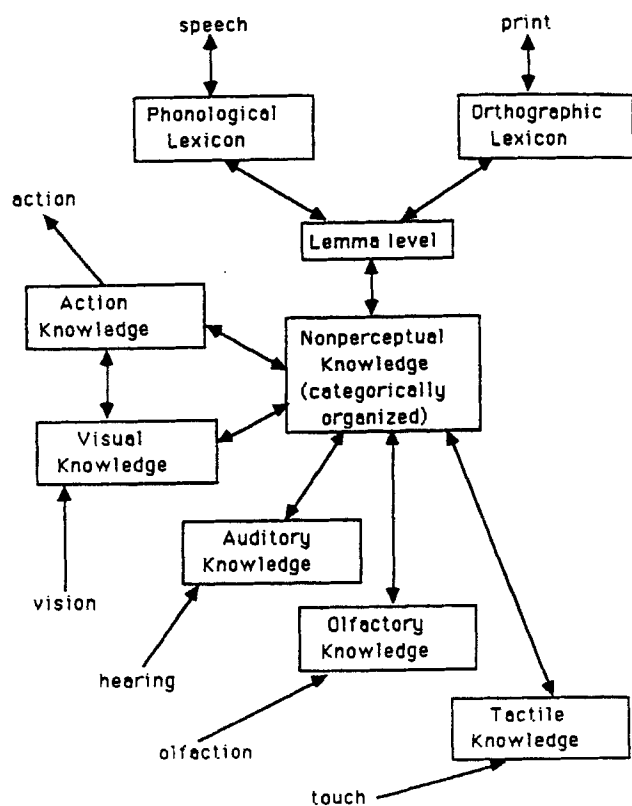 speech
print
Phonological
Lexicon
Orthographic
Lexicon
action
Lemma level
Action
Knowledge
Nonperceptual
Knowledge
(categorically
organized)
Visual
Knowledge
Auditory
Knowledge
vision
Olfactory
Knowledge
hearing
Tactile
Knowledge
olfaction
touch